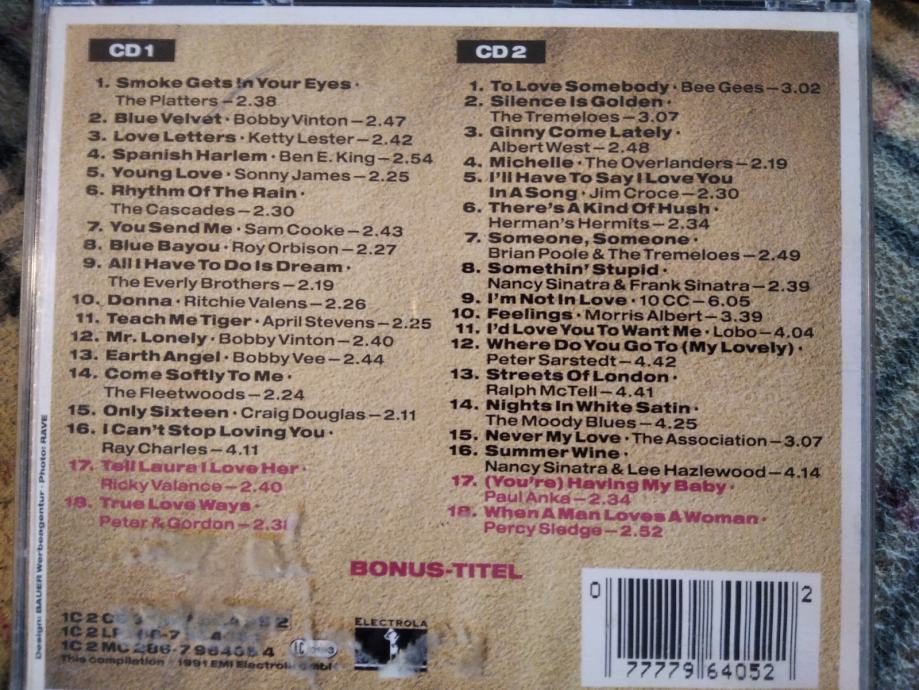 CD 1
1. Smoke Gets In Your Eyes ·
The Platters – 2.38
2. Blue Velvet · Bobby Vinton – 2.47
3. Love Letters · Ketty Lester – 2.42
4. Spanish Harlem · Ben E. King – 2.54
5. Young Love · Sonny James – 2.25
6. Rhythm Of The Rain ·
The Cascades – 2.30
7. You Send Me · Sam Cooke – 2.43
8. Blue Bayou · Roy Orbison – 2.27
9. All I Have To Do Is Dream ·
The Everly Brothers – 2.19
10. Donna · Ritchie Valens – 2.26
11. Teach Me Tiger · April Stevens – 2.25
12. Mr. Lonely · Bobby Vinton – 2.40
13. Earth Angel · Bobby Vee – 2.44
14. Come Softly To Me ·
The Fleetwoods – 2.24
15. Only Sixteen · Craig Douglas – 2.11
16. I Can't Stop Loving You ·
Ray Charles – 4.11
17. Tell Laura I Love Her ·
Ricky Valance – 2.40
18. True Love Ways ·
Peter & Gordon – 2.38
CD 2
1. To Love Somebody · Bee Gees – 3.02
2. Silence Is Golden ·
The Tremeloes – 3.07
3. Ginny Come Lately ·
Albert West – 2.48
4. Michelle · The Overlanders – 2.19
5. I'll Have To Say I Love You
In A Song · Jim Croce – 2.30
6. There's A Kind Of Hush ·
Herman's Hermits – 2.34
7. Someone, Someone ·
Brian Poole & The Tremeloes – 2.49
8. Somethin' Stupid ·
Nancy Sinatra & Frank Sinatra – 2.39
9. I'm Not In Love · 10 CC – 6.05
10. Feelings · Morris Albert – 3.39
11. I'd Love You To Want Me · Lobo – 4.04
12. Where Do You Go To (My Lovely) ·
Peter Sarstedt – 4.42
13. Streets Of London ·
Ralph McTell – 4.41
14. Nights In White Satin ·
The Moody Blues – 4.25
15. Never My Love · The Association – 3.07
16. Summer Wine ·
Nancy Sinatra & Lee Hazlewood – 4.14
17. (You're) Having My Baby ·
Paul Anka – 2.34
18. When A Man Loves A Woman ·
Percy Sledge – 2.52
BONUS-TITEL
1C 2
1C 2 LP
1C 2 MC 286-7 96405 4
This compilation 1991 EMI Electrola GmbH
ELECTROLA
LC
0 77779 64052 2
Design: BAUER Werbeagentur · Photo: RAVE